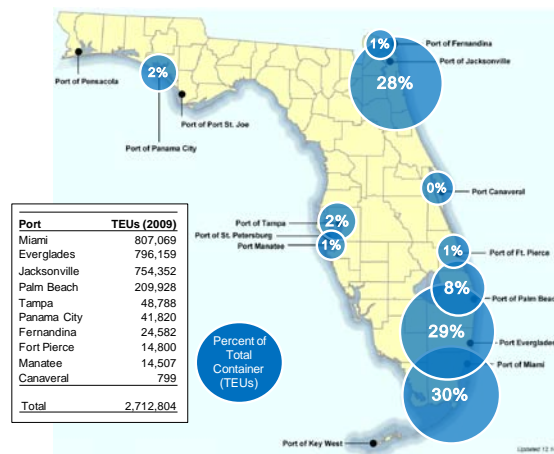 1%
Port of Fernandina
Port of Jacksonville
28%
Port of Pensacola
2%
Port of Port St. Joe
Port of Panama City
0%
Port Canaveral
Port of Tampa
2%
Port of St. Petersburg
Port Manatee
1%
1%
Port of Ft. Pierce
8%
Port of Palm Beach
29%
Port Everglades
Port of Miami
30%
Port of Key West
Port TEUs (2009)
Miami 807,069
Everglades 796,159
Jacksonville 754,352
Palm Beach 209,928
Tampa 48,788
Panama City 41,820
Fernandina 24,582
Fort Pierce 14,800
Manatee 14,507
Canaveral 799
Total 2,712,804
Percent of
Total
Container
(TEUs)
Updated